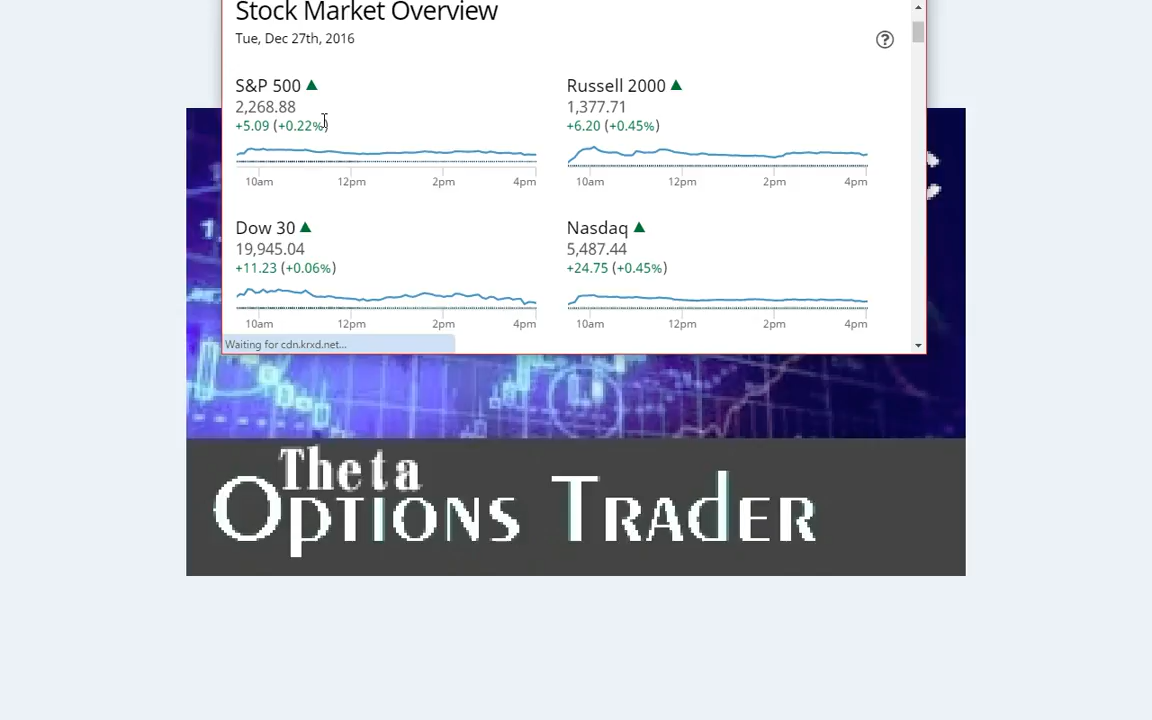 Stock Market Overview
Tue, Dec 27th, 2016
S&P 500
2,268.88
+5.09 (+0.22%)
10am 12pm 2pm 4pm
Russell 2000
1,377.71
+6.20 (+0.45%)
10am 12pm 2pm 4pm
Dow 30
19,945.04
+11.23 (+0.06%)
10am 12pm 2pm 4pm
Nasdaq
5,487.44
+24.75 (+0.45%)
10am 12pm 2pm 4pm
Waiting for cdn.krxd.net...
Theta
Options Trader